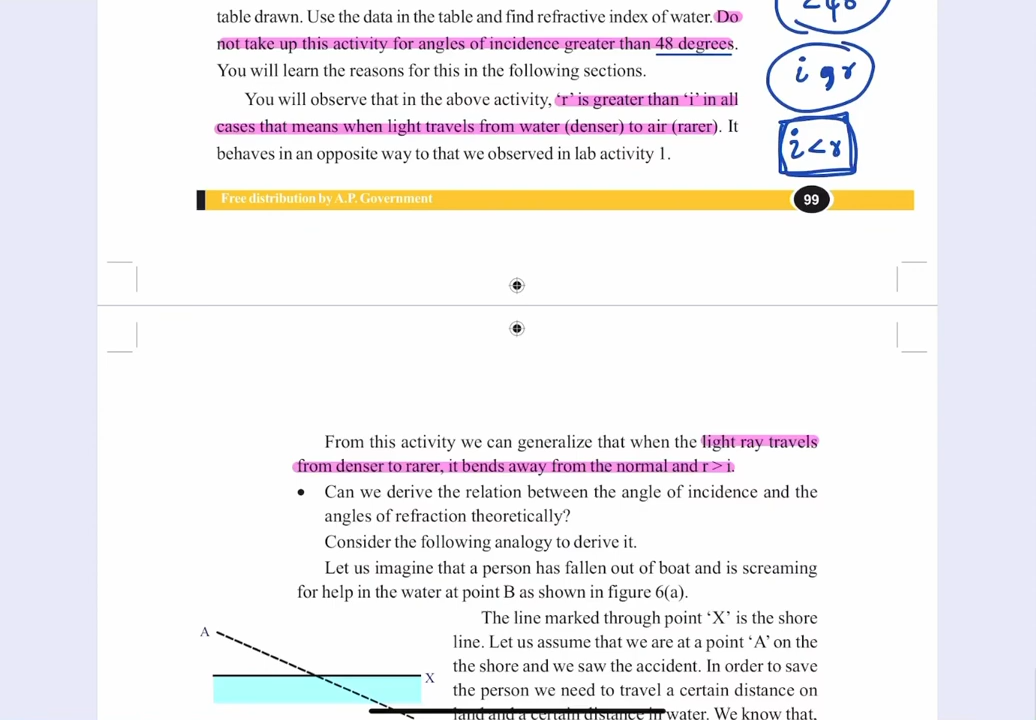 table drawn. Use the data in the table and find refractive index of water. Do
not take up this activity for angles of incidence greater than 48 degrees.
You will learn the reasons for this in the following sections.
You will observe that in the above activity, ‘r’ is greater than ‘i’ in all
cases that means when light travels from water (denser) to air (rarer). It
behaves in an opposite way to that we observed in lab activity 1.
i
i < r
Free distribution by A.P. Government
99
From this activity we can generalize that when the light ray travels
from denser to rarer, it bends away from the normal and r > i.
• Can we derive the relation between the angle of incidence and the
angles of refraction theoretically?
Consider the following analogy to derive it.
Let us imagine that a person has fallen out of boat and is screaming
for help in the water at point B as shown in figure 6(a).
The line marked through point ‘X’ is the shore
line. Let us assume that we are at a point ‘A’ on the
the shore and we saw the accident. In order to save
the person we need to travel a certain distance on
land and a certain distance in water. We know that,
A
X